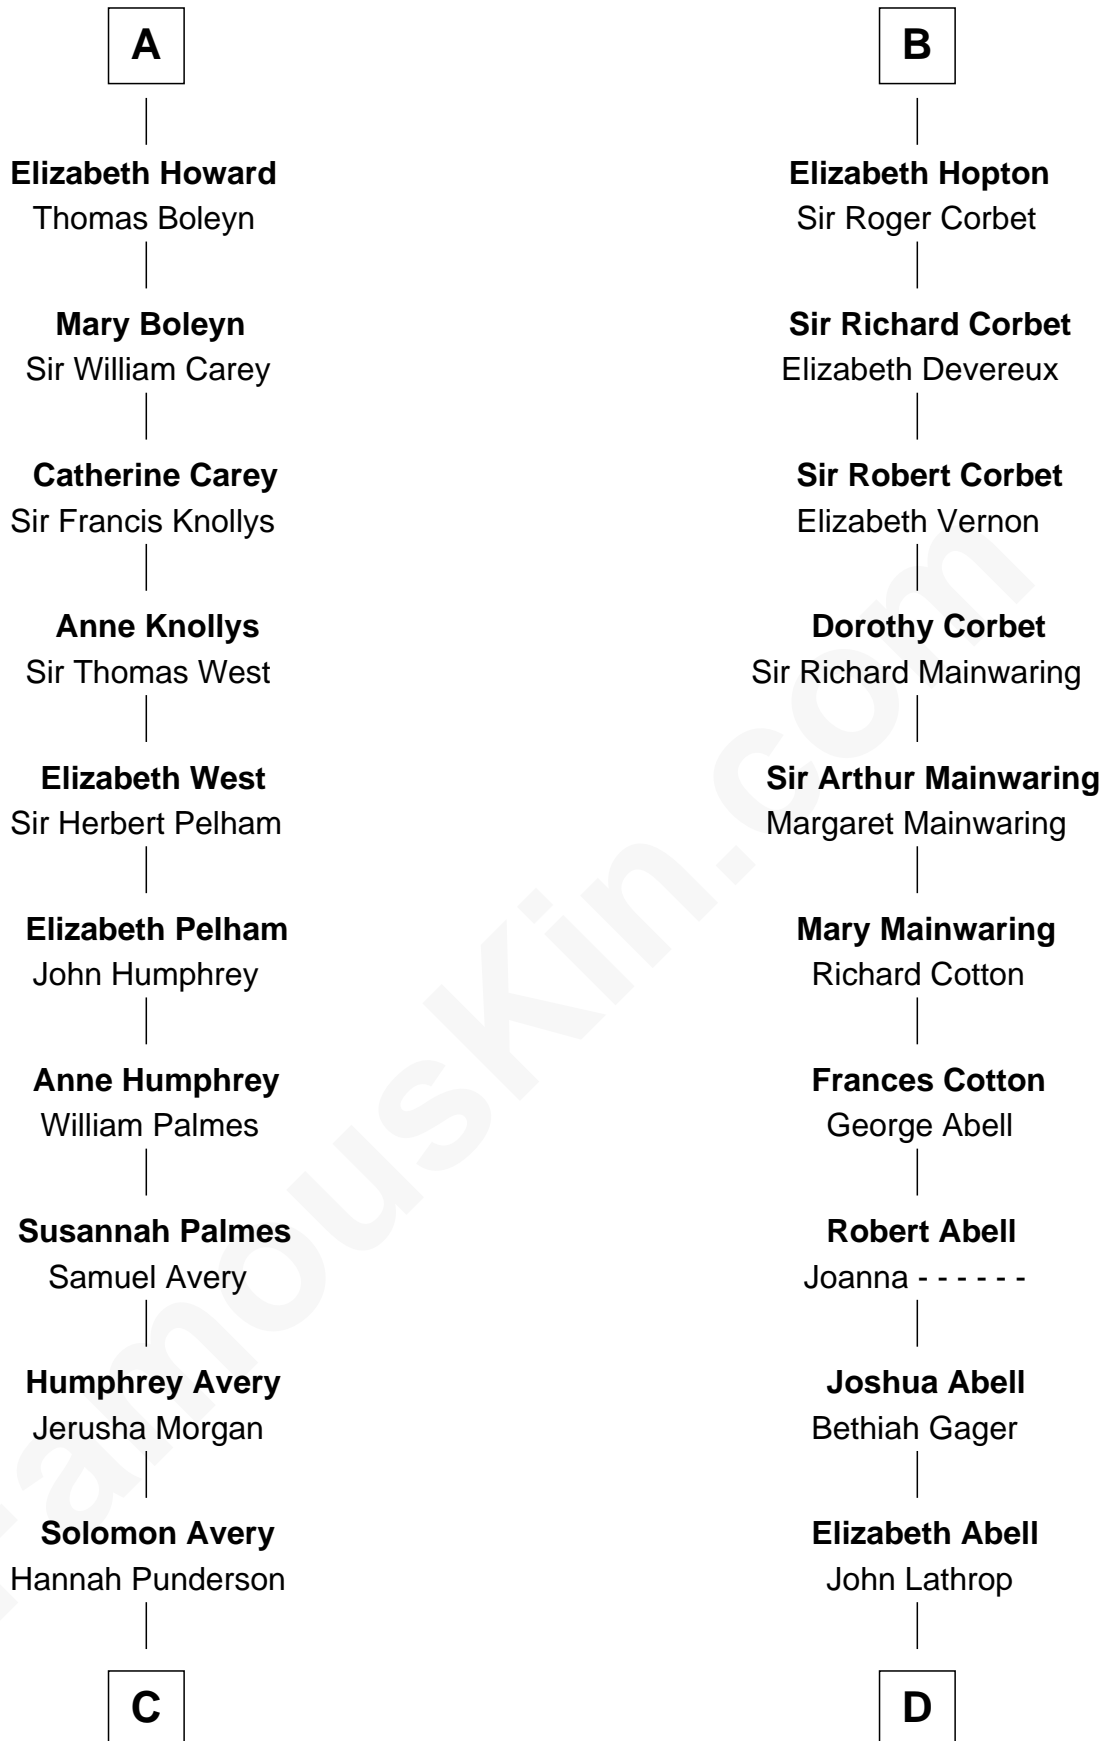 A
Elizabeth Howard
Thomas Boleyn
Mary Boleyn
Sir William Carey
Catherine Carey
Sir Francis Knollys
Anne Knollys
Sir Thomas West
Elizabeth West
Sir Herbert Pelham
Elizabeth Pelham
John Humphrey
Anne Humphrey
William Palmes
Susannah Palmes
Samuel Avery
Humphrey Avery
Jerusha Morgan
Solomon Avery
Hannah Punderson
C
B
Elizabeth Hopton
Sir Roger Corbet
Sir Richard Corbet
Elizabeth Devereux
Sir Robert Corbet
Elizabeth Vernon
Dorothy Corbet
Sir Richard Mainwaring
Sir Arthur Mainwaring
Margaret Mainwaring
Mary Mainwaring
Richard Cotton
Frances Cotton
George Abell
Robert Abell
Joanna - - - - - -
Joshua Abell
Bethiah Gager
Elizabeth Abell
John Lathrop
D
FamousKin.com